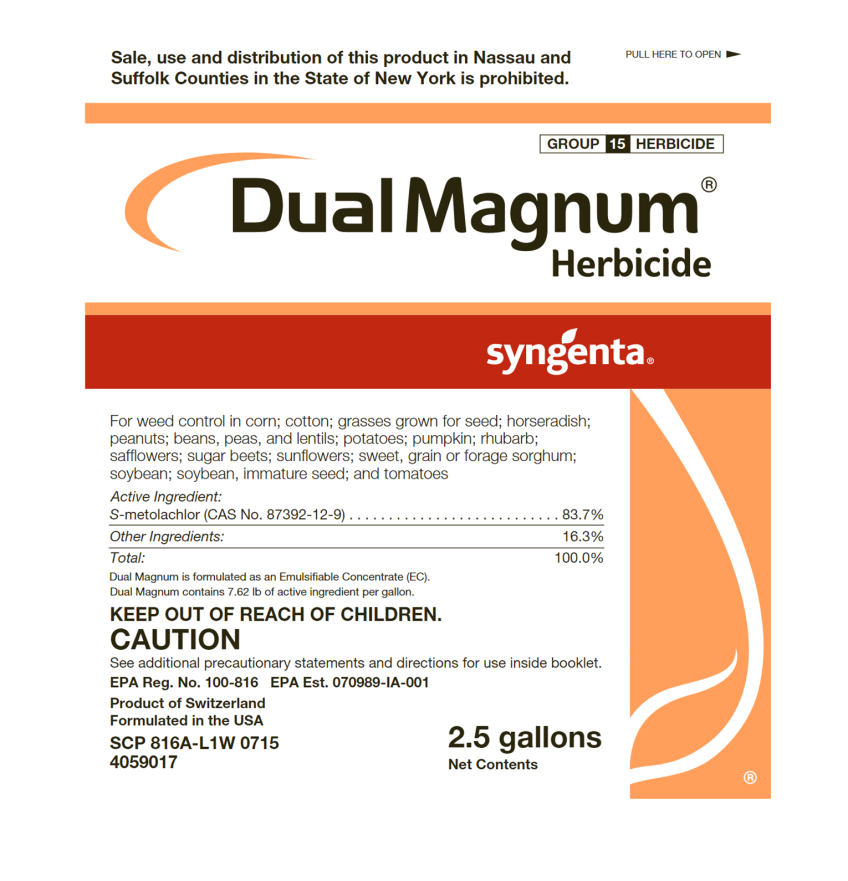 Sale, use and distribution of this product in Nassau and
PULL HERE TO OPEN
Suffolk Counties in the State of New York is prohibited.
GROUP 15 HERBICIDE
Dual Magnum®
Herbicide
syngenta®
For weed control in corn; cotton; grasses grown for seed; horseradish;
peanuts; beans, peas, and lentils; potatoes; pumpkin; rhubarb;
safflowers; sugar beets; sunflowers; sweet, grain or forage sorghum;
soybean; soybean, immature seed; and tomatoes
Active Ingredient:
S-metolachlor (CAS No. 87392-12-9) . . . . . . . . . . . . . . . . . . . . . . . . . . . 83.7%
Other Ingredients: 16.3%
Total: 100.0%
Dual Magnum is formulated as an Emulsifiable Concentrate (EC).
Dual Magnum contains 7.62 lb of active ingredient per gallon.
KEEP OUT OF REACH OF CHILDREN.
CAUTION
See additional precautionary statements and directions for use inside booklet.
EPA Reg. No. 100-816 EPA Est. 070989-IA-001
Product of Switzerland
Formulated in the USA
SCP 816A-L1W 0715
4059017
2.5 gallons
Net Contents
®